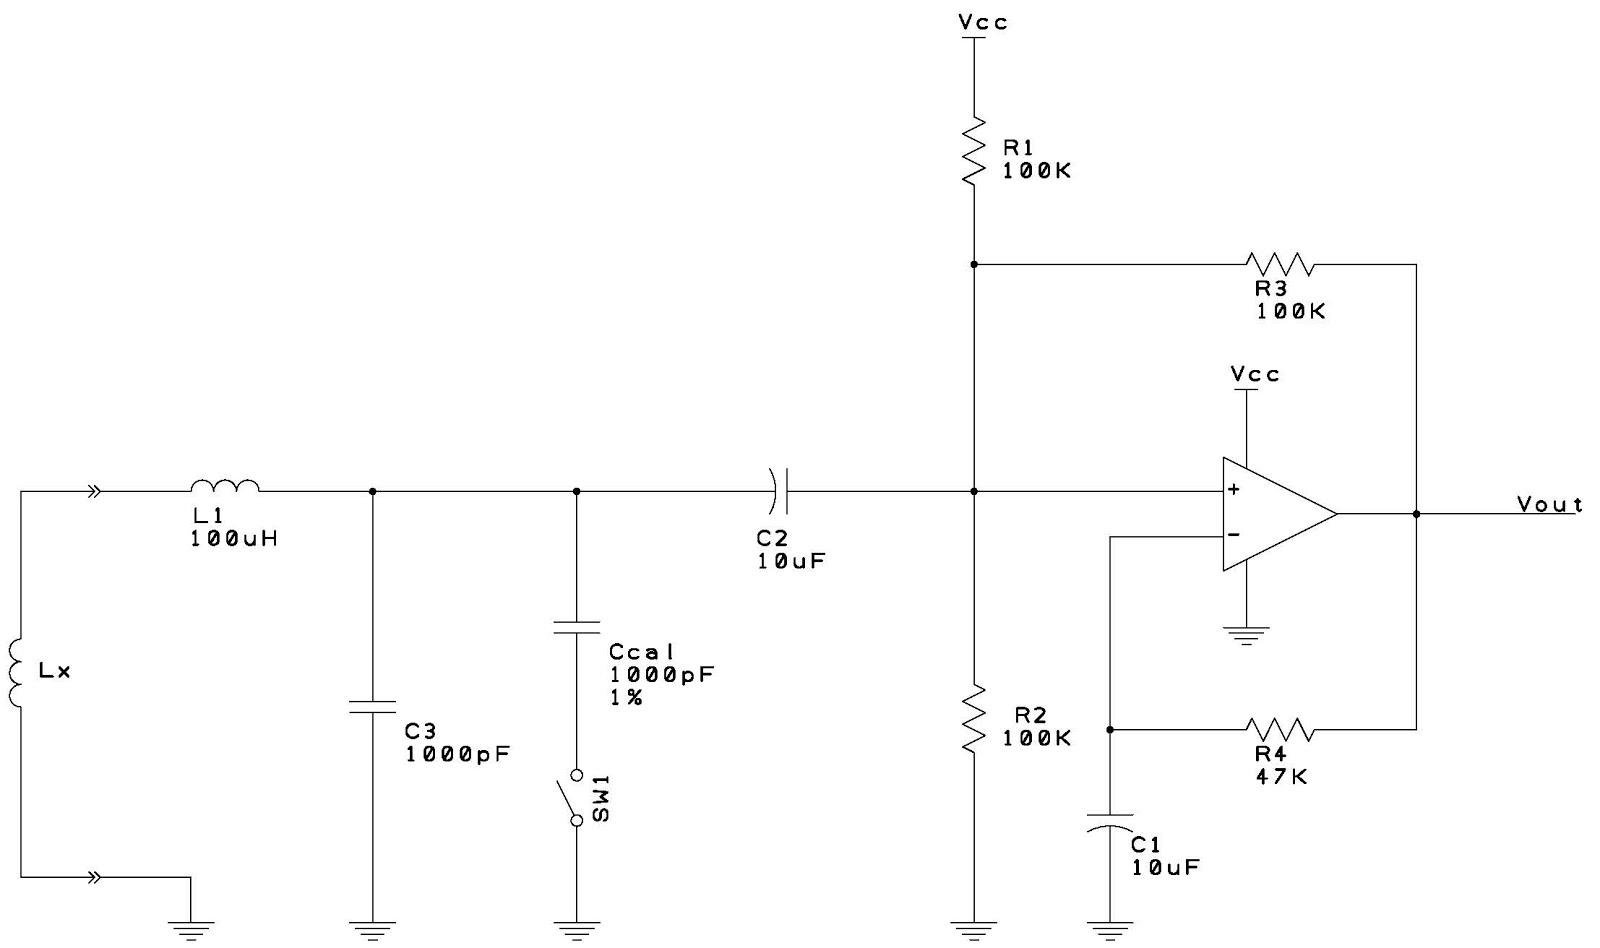 Vcc
R1
100K
R3
100K
Vcc
+
-
Vout
L1
100uH
C2
10uF
Lx
Ccal
1000pF
1%
C3
1000pF
SW1
R2
100K
R4
47K
C1
10uF